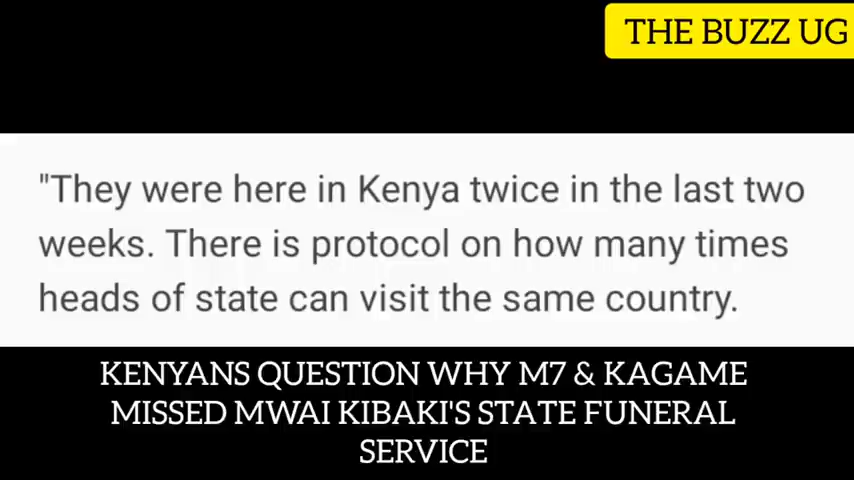 THE BUZZ UG
"They were here in Kenya twice in the last two
weeks. There is protocol on how many times
heads of state can visit the same country.
KENYANS QUESTION WHY M7 & KAGAME
MISSED MWAI KIBAKI'S STATE FUNERAL
SERVICE